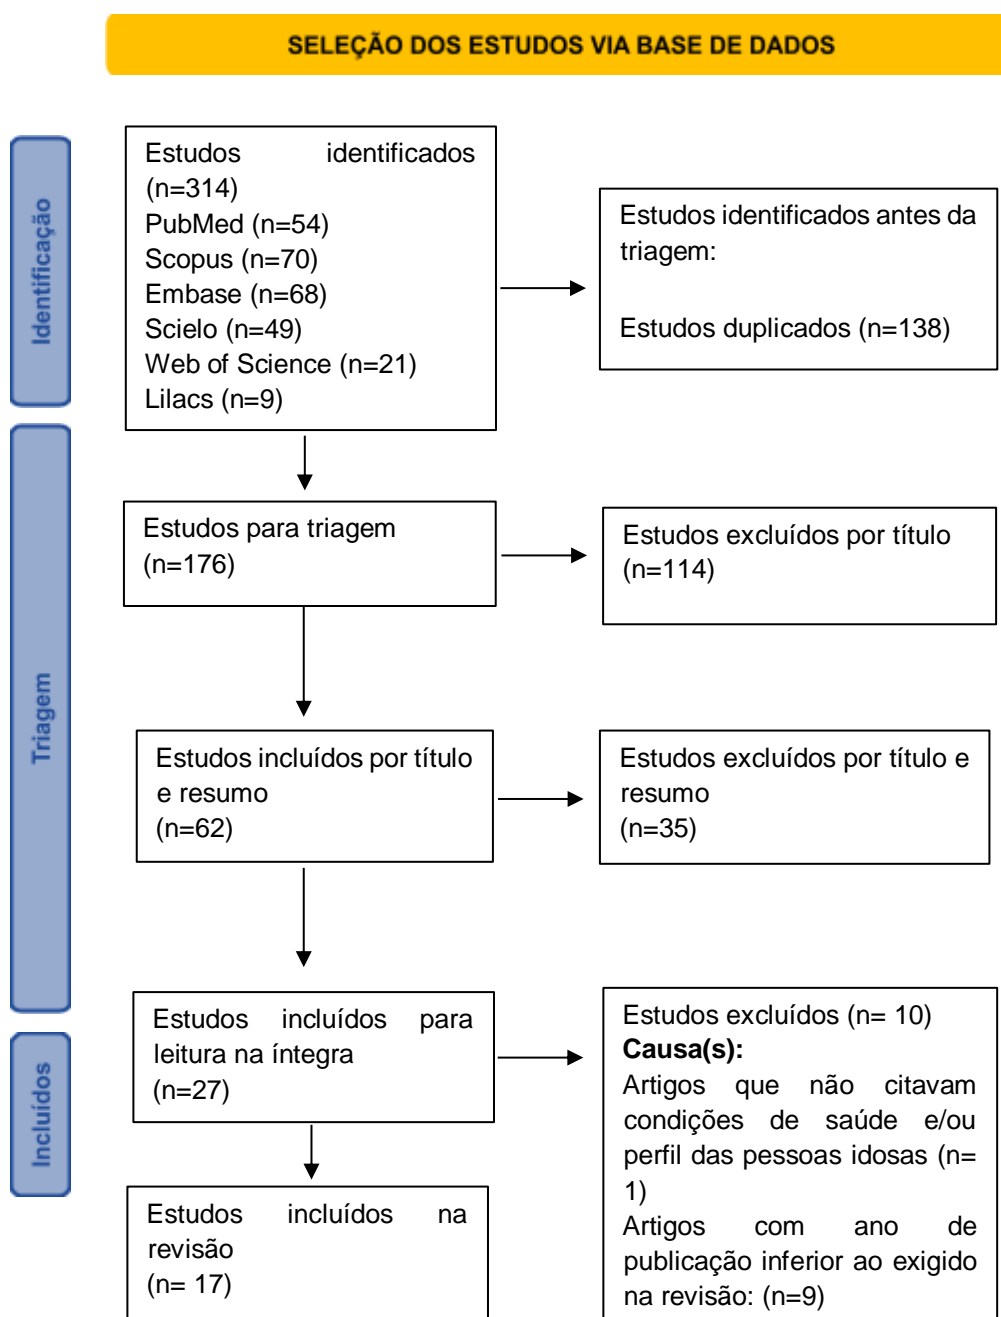 SELEÇÃO DOS ESTUDOS VIA BASE DE DADOS
Identificação
Estudos identificados
(n=314)
PubMed (n=54)
Scopus (n=70)
Embase (n=68)
Scielo (n=49)
Web of Science (n=21)
Lilacs (n=9)
Estudos identificados antes da
triagem:
Estudos duplicados (n=138)
Triagem
Estudos para triagem
(n=176)
Estudos excluídos por título
(n=114)
Estudos incluídos por título
e resumo
(n=62)
Estudos excluídos por título e
resumo
(n=35)
Estudos incluídos para
leitura na íntegra
(n=27)
Estudos excluídos (n= 10)
Causa(s):
Artigos que não citavam
condições de saúde e/ou
perfil das pessoas idosas (n=
1)
Artigos com ano de
publicação inferior ao exigido
na revisão: (n=9)
Incluídos
Estudos incluídos na
revisão
(n= 17)